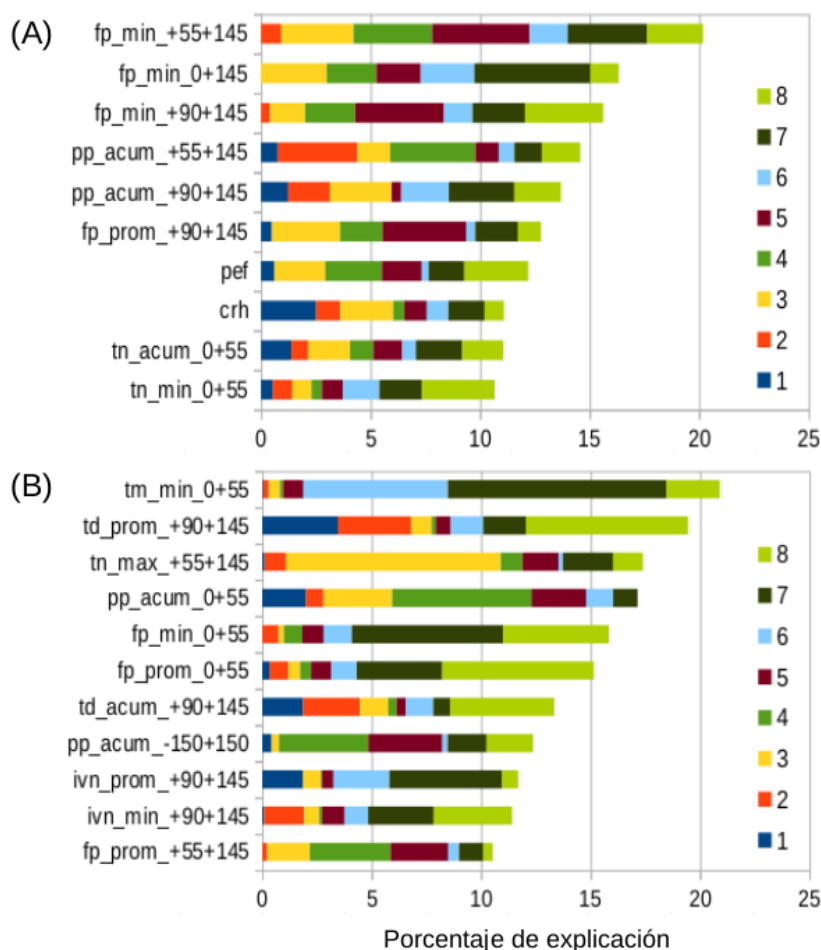 (A)
fp_min_+55+145
fp_min_0+145
fp_min_+90+145
pp_acum_+55+145
pp_acum_+90+145
fp_prom_+90+145
pef
crh
tn_acum_0+55
tn_min_0+55
8
7
6
5
4
3
2
1
0 5 10 15 20 25
(B)
tm_min_0+55
td_prom_+90+145
tn_max_+55+145
pp_acum_0+55
fp_min_0+55
fp_prom_0+55
td_acum_+90+145
pp_acum_-150+150
ivn_prom_+90+145
ivn_min_+90+145
fp_prom_+55+145
8
7
6
5
4
3
2
1
0 5 10 15 20 25
Porcentaje de explicación